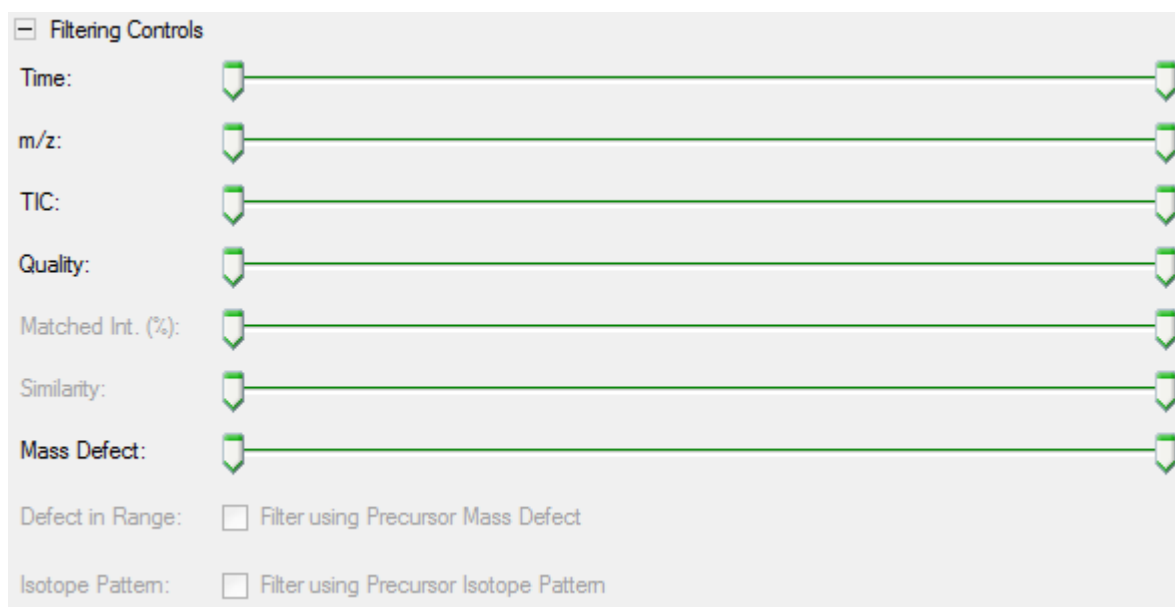 Filtering Controls
Time:
m/z:
TIC:
Quality:
Matched Int. (%):
Similarity:
Mass Defect:
Defect in Range: Filter using Precursor Mass Defect
Isotope Pattern: Filter using Precursor Isotope Pattern